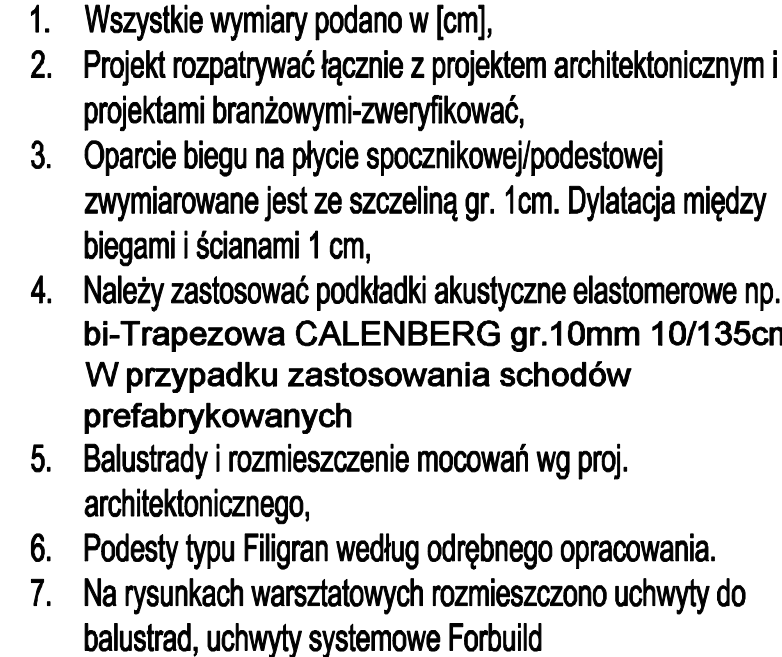 1. Wszystkie wymiary podano w [cm],
2. Projekt rozpatrywać łącznie z projektem architektonicznym i
projektami branżowymi-zweryfikować,
3. Oparcie biegu na płycie spocznikowej/podestowej
zwymiarowane jest ze szczeliną gr. 1cm. Dylatacja między
biegami i ścianami 1 cm,
4. Należy zastosować podkładki akustyczne elastomerowe np.
bi-Trapezowa CALENBERG gr.10mm 10/135cm
W przypadku zastosowania schodów
prefabrykowanych
5. Balustrady i rozmieszczenie mocowań wg proj.
architektonicznego,
6. Podesty typu Filigran według odrębnego opracowania.
7. Na rysunkach warsztatowych rozmieszczono uchwyty do
balustrad, uchwyty systemowe Forbuild